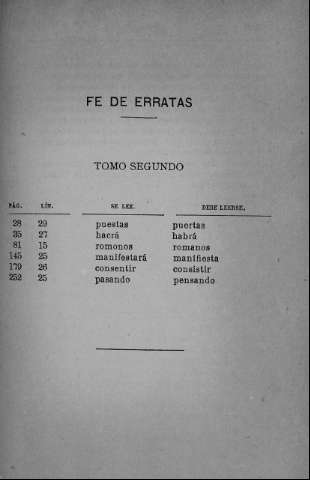 FE DE ERRATAS
TOMO SEGUNDO
PÁG. LÍN. SE LEE. DEBE LEERSE.
28 29 puestas puertas
35 27 hacrá habrá
81 15 romonos romanos
145 25 manifestará manifiesta
179 26 consentir consistir
252 25 pasando pensando